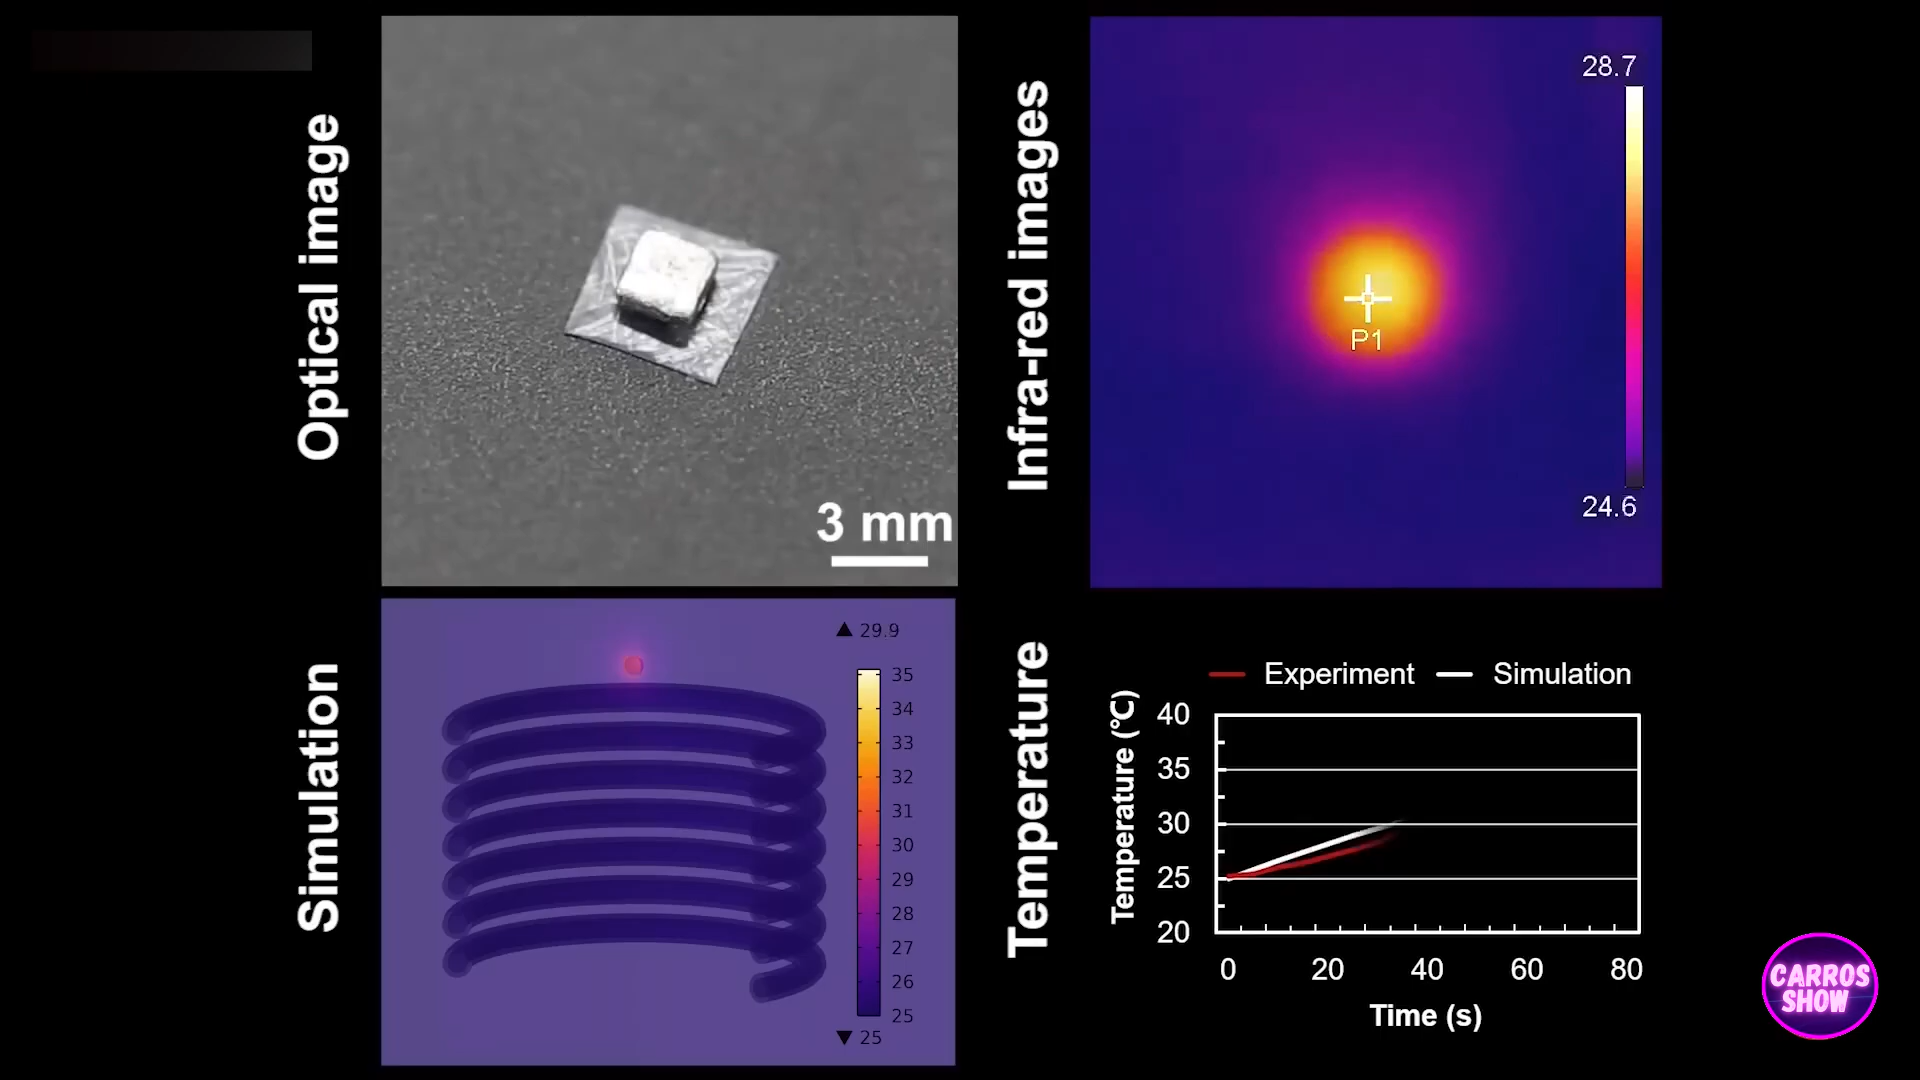 Optical image
3 mm
Infra-red images
28.7
P1
24.6
Simulation
▲ 29.9
35
34
33
32
31
30
29
28
27
26
25
▼ 25
Temperature
Experiment
Simulation
Temperature (℃)
40
35
30
25
20
0 20 40 60 80
Time (s)
CARROS
SHOW